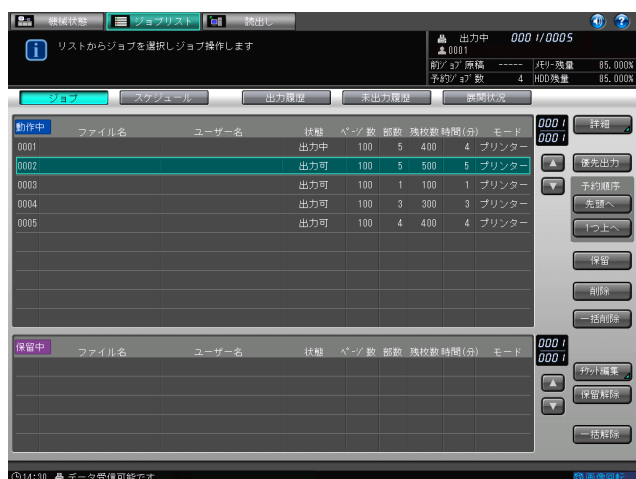 機械状態 ジョブリスト 読出し
リストからジョブを選択しジョブ操作します
出力中 0001/0005
0001
前ジョブ原稿 ----- メモリー残量 85.000%
予約ジョブ数 4 HDD残量 85.000%
ジョブ スケジュール 出力履歴 未出力履歴 展開状況
動作中 ファイル名 ユーザー名 状態 ページ数 部数 残枚数 時間(分) モード
0001 出力中 100 5 400 4 プリンター
0002 出力可 100 5 500 5 プリンター
0003 出力可 100 1 100 1 プリンター
0004 出力可 100 3 300 3 プリンター
0005 出力可 100 4 400 4 プリンター
0001
0001
詳細
優先出力
予約順序
先頭へ
1つ上へ
保留
削除
一括削除
保留中 ファイル名 ユーザー名 状態 ページ数 部数 残枚数 時間(分) モード
0001
0001
チケット編集
保留解除
一括解除
14:30 データ受信可能です 画像回転